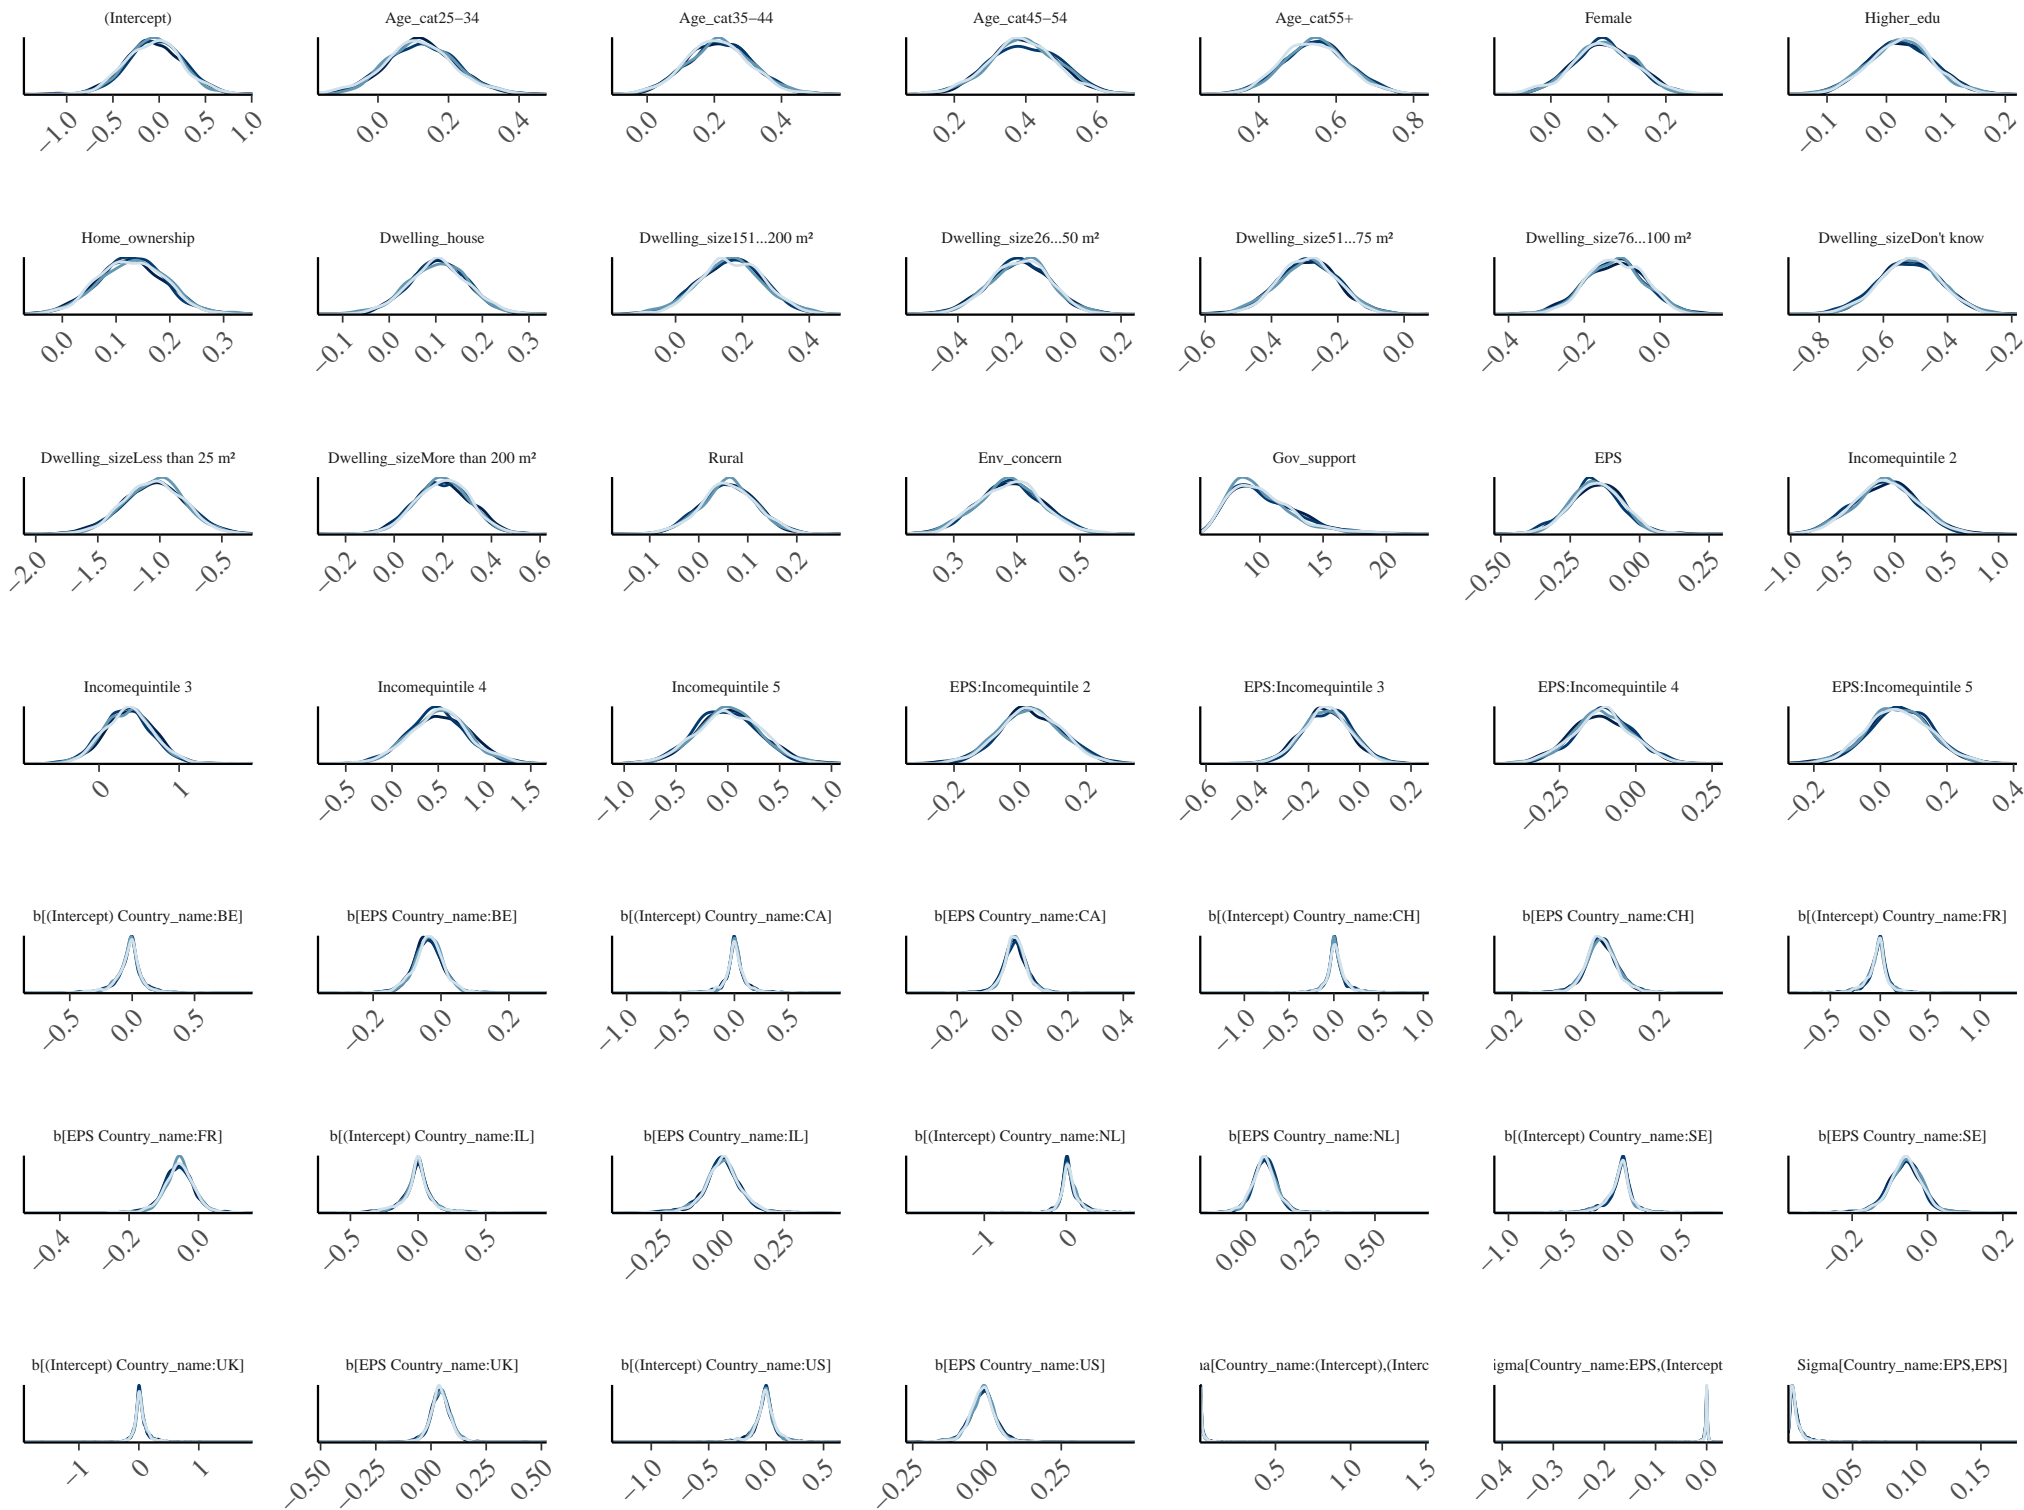 (Intercept) Age_cat25−34 Age_cat35−44 Age_cat45−54 Age_cat55+ Female Higher_edu
−1.0 −0.5 0.0 0.5 1.0 0.0 0.2 0.4 0.0 0.2 0.4 0.2 0.4 0.6 0.4 0.6 0.8 0.0 0.1 0.2 −0.1 0.0 0.1 0.2
Home_ownership Dwelling_house Dwelling_size151...200 m² Dwelling_size26...50 m² Dwelling_size51...75 m² Dwelling_size76...100 m² Dwelling_sizeDon't know
0.0 0.1 0.2 0.3 −0.1 0.0 0.1 0.2 0.3 0.0 0.2 0.4 −0.4 −0.2 0.0 0.2 −0.6 −0.4 −0.2 0.0 −0.4 −0.2 0.0 −0.8 −0.6 −0.4 −0.2
Dwelling_sizeLess than 25 m² Dwelling_sizeMore than 200 m² Rural Env_concern Gov_support EPS Incomequintile 2
−2.0 −1.5 −1.0 −0.5 −0.2 0.0 0.2 0.4 0.6 −0.1 0.0 0.1 0.2 0.3 0.4 0.5 10 15 20 −0.50 −0.25 0.00 0.25 −1.0 −0.5 0.0 0.5 1.0
Incomequintile 3 Incomequintile 4 Incomequintile 5 EPS:Incomequintile 2 EPS:Incomequintile 3 EPS:Incomequintile 4 EPS:Incomequintile 5
0 1 −0.5 0.0 0.5 1.0 1.5 −1.0 −0.5 0.0 0.5 1.0 −0.2 0.0 0.2 −0.6 −0.4 −0.2 0.0 0.2 −0.25 0.00 0.25 −0.2 0.0 0.2 0.4
b[(Intercept) Country_name:BE] b[EPS Country_name:BE] b[(Intercept) Country_name:CA] b[EPS Country_name:CA] b[(Intercept) Country_name:CH] b[EPS Country_name:CH] b[(Intercept) Country_name:FR]
−0.5 0.0 0.5 −0.2 0.0 0.2 −1.0 −0.5 0.0 0.5 −0.2 0.0 0.2 0.4 −1.0 −0.5 0.0 0.5 1.0 −0.2 0.0 0.2 −0.5 0.0 0.5 1.0
b[EPS Country_name:FR] b[(Intercept) Country_name:IL] b[EPS Country_name:IL] b[(Intercept) Country_name:NL] b[EPS Country_name:NL] b[(Intercept) Country_name:SE] b[EPS Country_name:SE]
−0.4 −0.2 0.0 −0.5 0.0 0.5 −0.25 0.00 0.25 −1 0 0.00 0.25 0.50 −1.0 −0.5 0.0 0.5 −0.2 0.0 0.2
b[(Intercept) Country_name:UK] b[EPS Country_name:UK] b[(Intercept) Country_name:US] b[EPS Country_name:US] na[Country_name:(Intercept),(Interc igma[Country_name:EPS,(Intercept Sigma[Country_name:EPS,EPS]
−1 0 1 −0.50 −0.25 0.00 0.25 0.50 −1.0 −0.5 0.0 0.5 −0.25 0.00 0.25 0.5 1.0 1.5 −0.4 −0.3 −0.2 −0.1 0.0 0.05 0.10 0.15